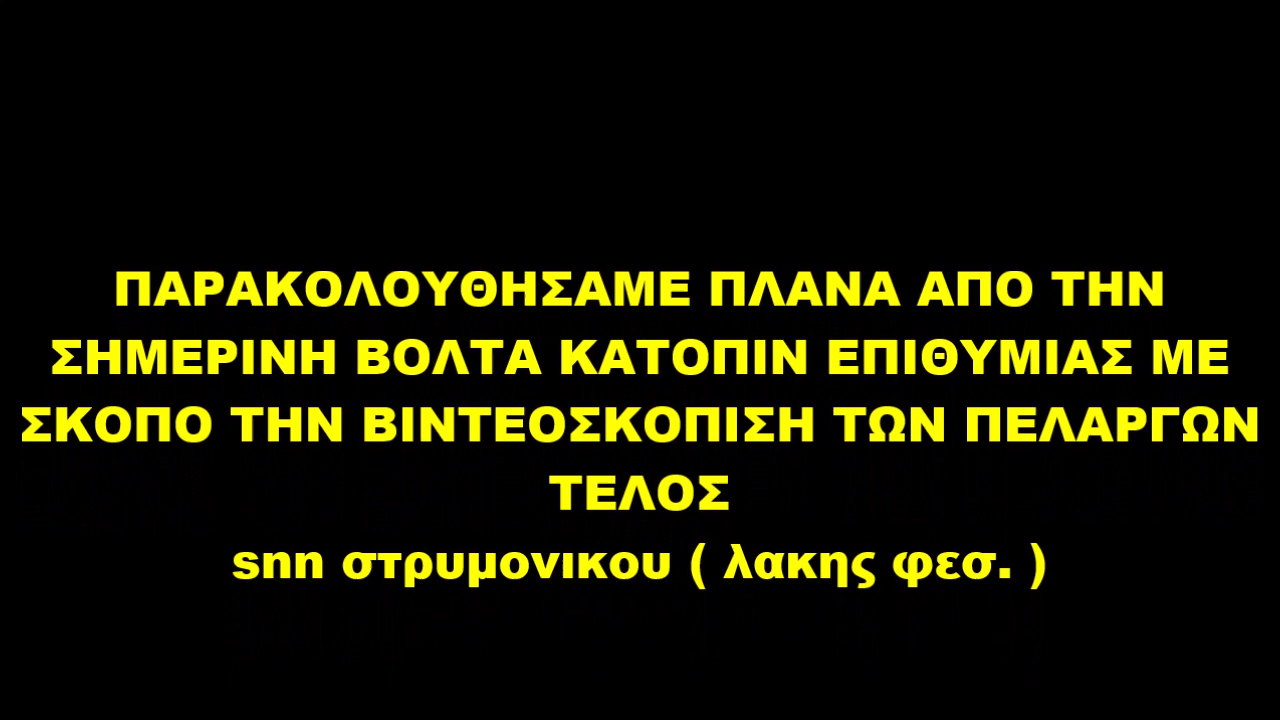 ΠΑΡΑΚΟΛΟΥΘΗΣΑΜΕ ΠΛΑΝΑ ΑΠΟ ΤΗΝ
ΣΗΜΕΡΙΝΗ ΒΟΛΤΑ ΚΑΤΟΠΙΝ ΕΠΙΘΥΜΙΑΣ ΜΕ
ΣΚΟΠΟ ΤΗΝ ΒΙΝΤΕΟΣΚΟΠΙΣΗ ΤΩΝ ΠΕΛΑΡΓΩΝ
ΤΕΛΟΣ
snn στρυμονικου ( λακης φεσ. )